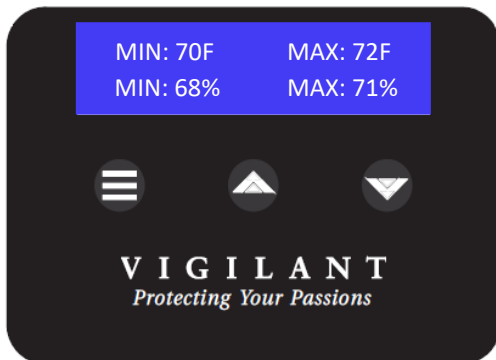 MIN: 70F MAX: 72F
MIN: 68% MAX: 71%
VIGILANT
Protecting Your Passions